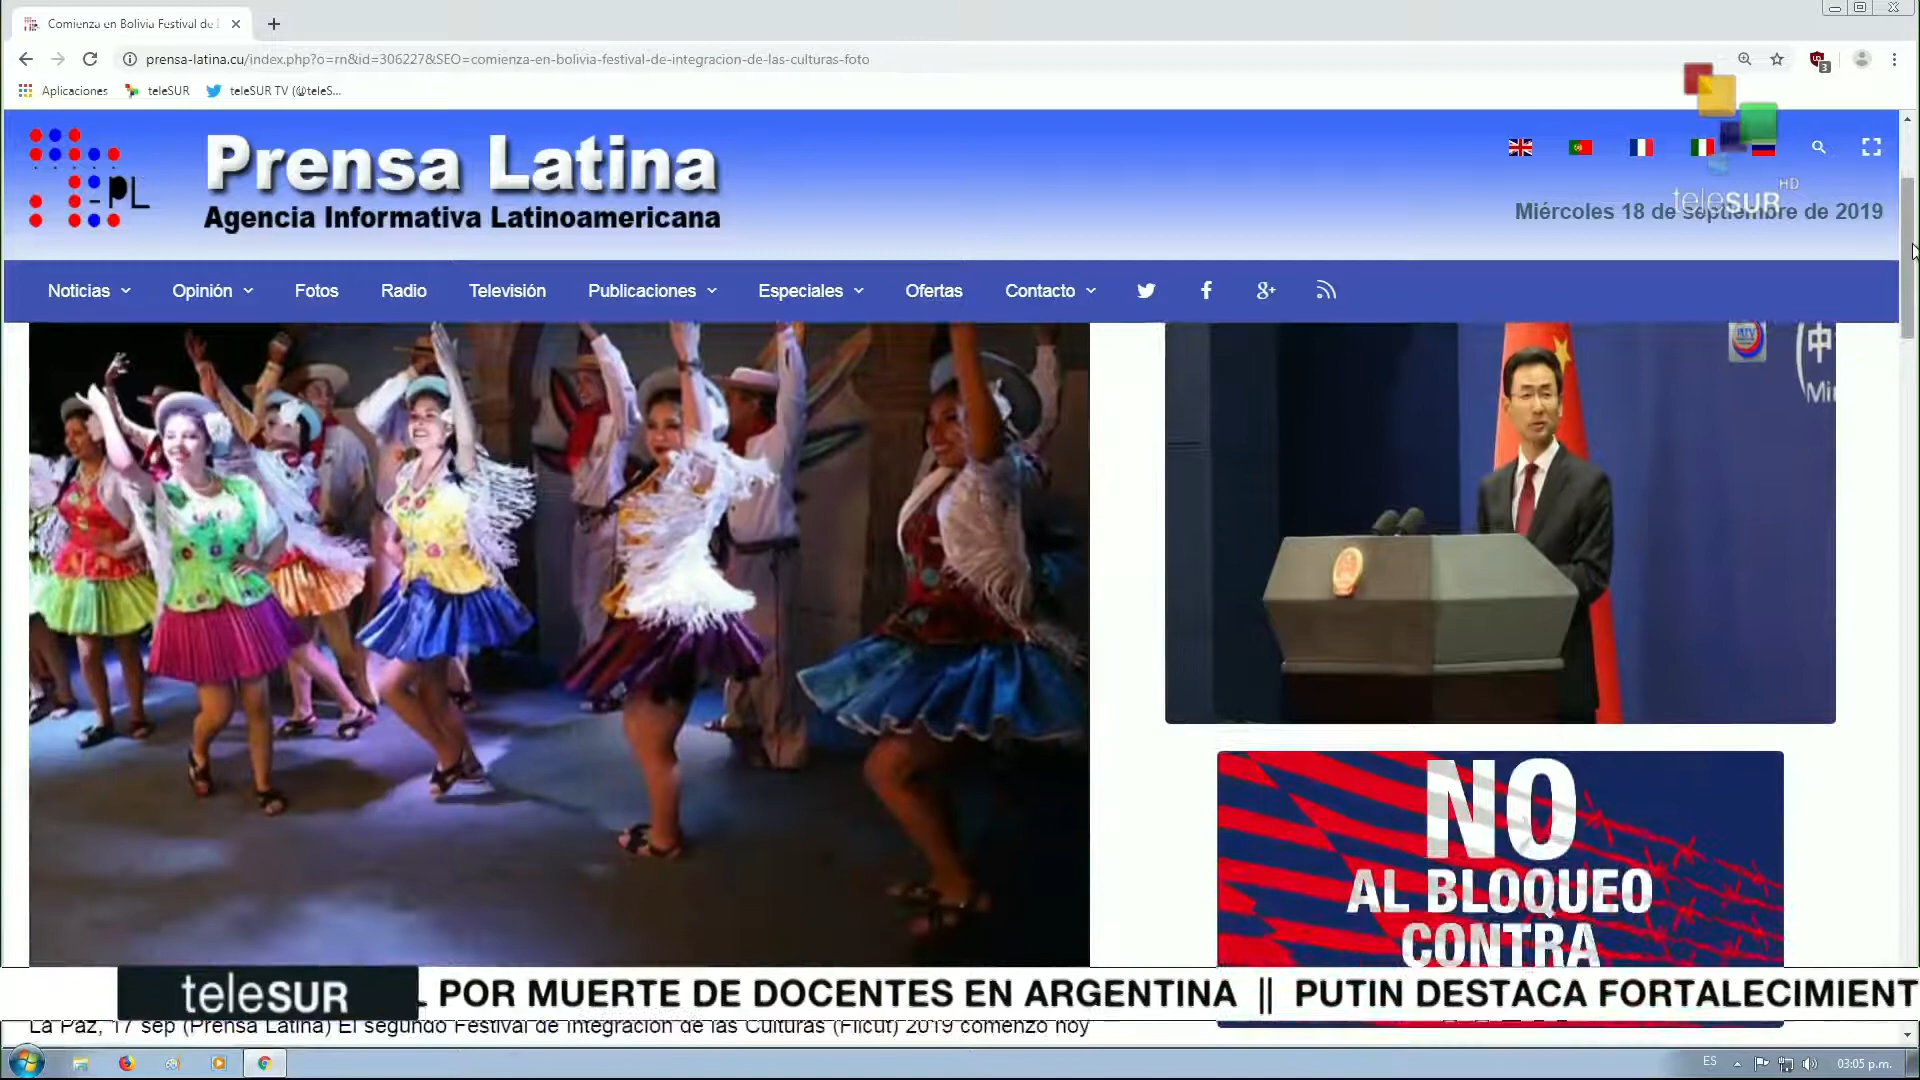 Comienza en Bolivia Festival de
prensa-latina.cu/index.php?o=rn&id=306227&SEO=comienza-en-bolivia-festival-de-integracion-de-las-culturas-foto
3
Aplicaciones teleSUR teleSUR TV (@teleS...
PL
Prensa Latina
Agencia Informativa Latinoamericana
teleSUR HD
Miércoles 18 de septiembre de 2019
Noticias Opinión Fotos Radio Televisión Publicaciones Especiales Ofertas Contacto
中
NO
AL BLOQUEO
CONTRA
teleSUR
POR MUERTE DE DOCENTES EN ARGENTINA || PUTIN DESTACA FORTALECIMIENT
La Paz, 17 sep (Prensa Latina) El segundo Festival de Integración de las Culturas (Filcut) 2019 comenzó hoy
ES 03:05 p.m.